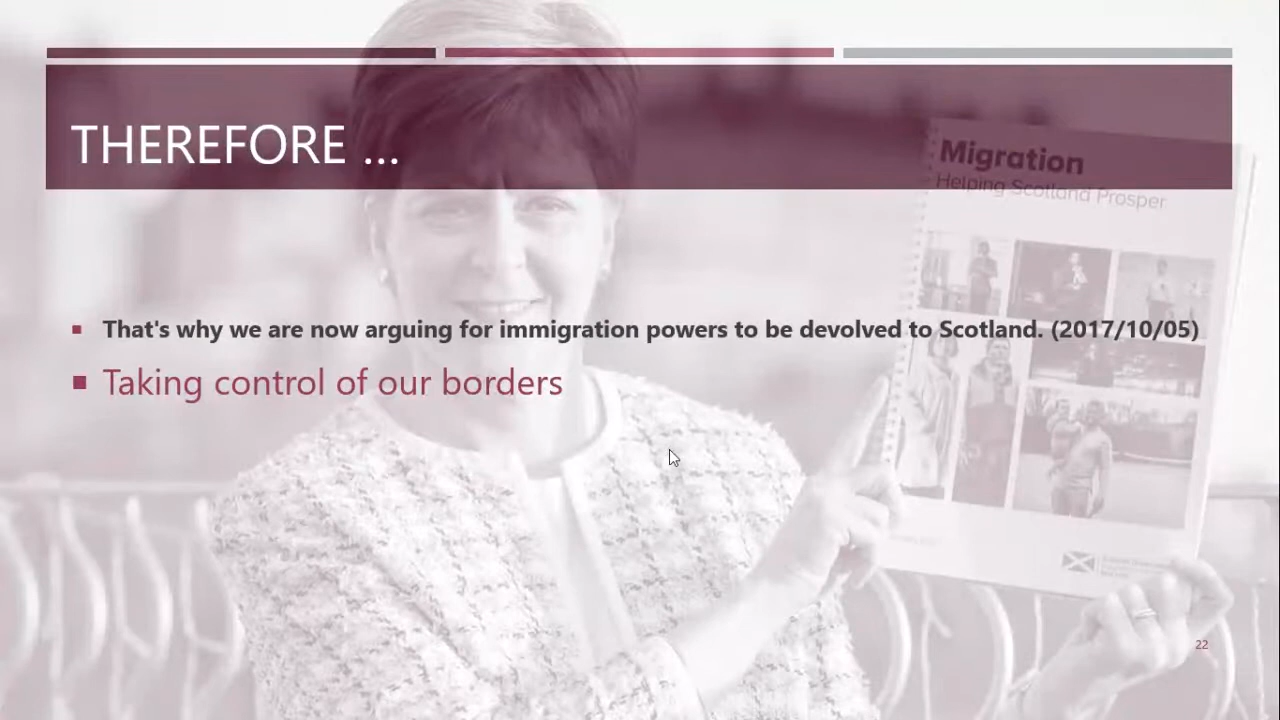 THEREFORE ...
Migration
Helping Scotland Prosper
That's why we are now arguing for immigration powers to be devolved to Scotland. (2017/10/05)
Taking control of our borders
22